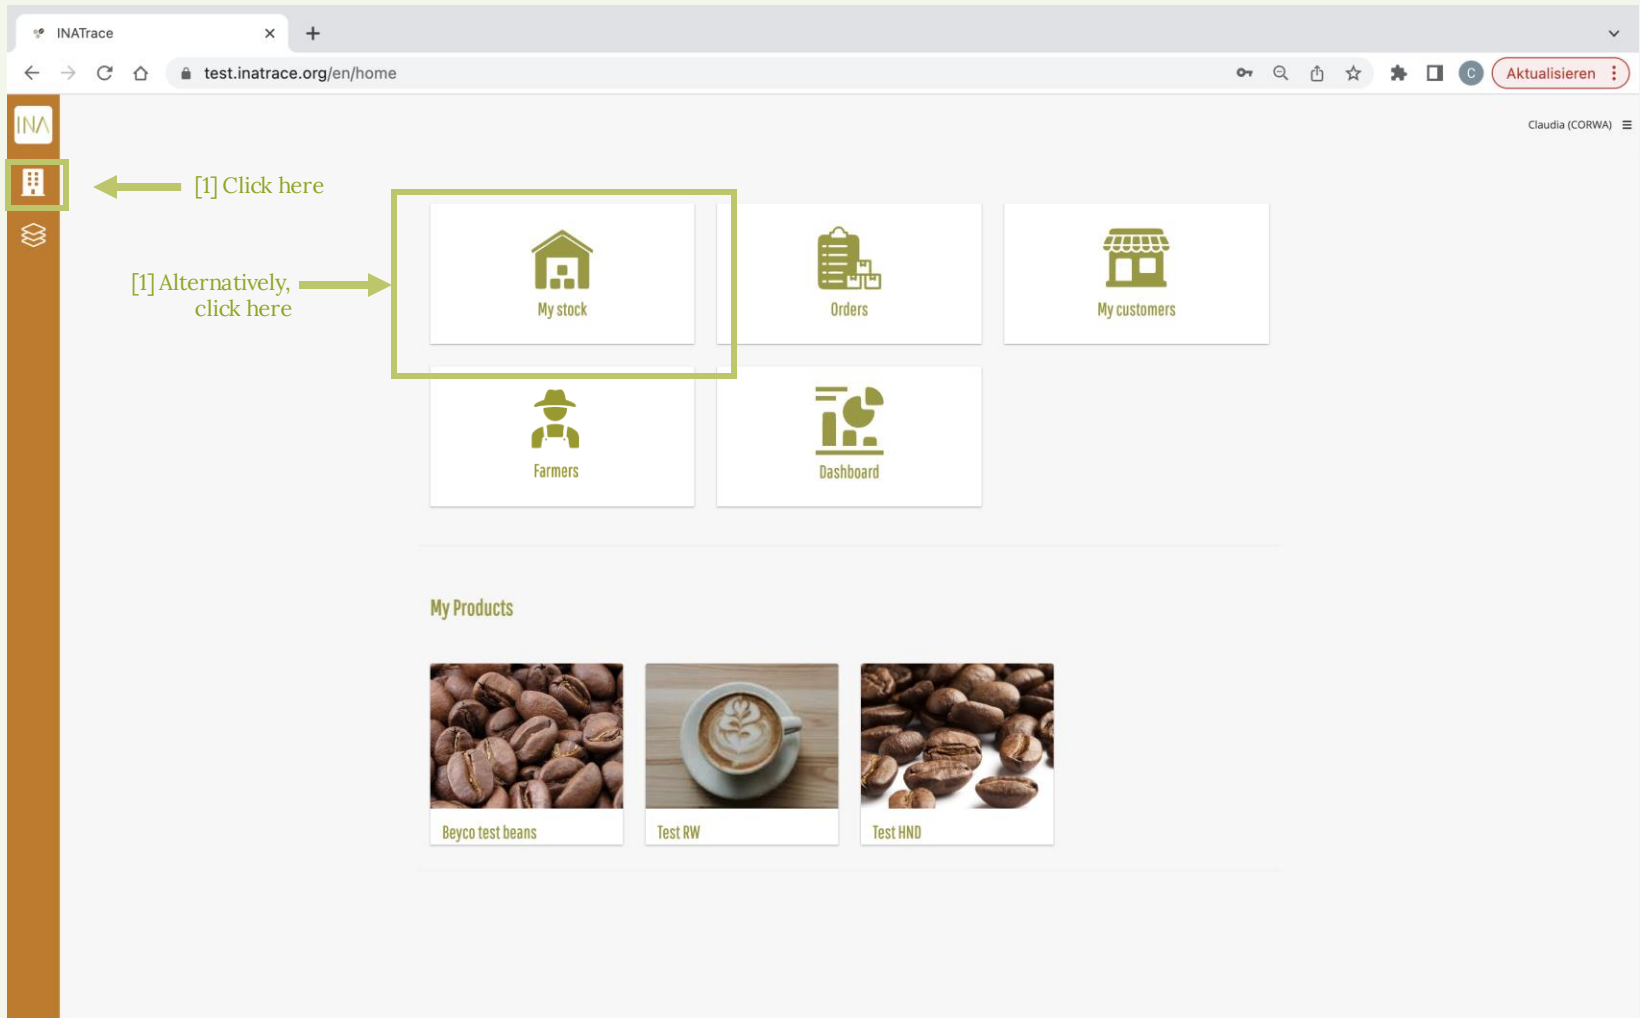 INATrace
test.inatrace.org/en/home
C
Aktualisieren
INA
Claudia (CORWA)
[1] Click here
[1] Alternatively,
click here
My stock
Orders
My customers
Farmers
Dashboard
My Products
Beyco test beans
Test RW
Test HND